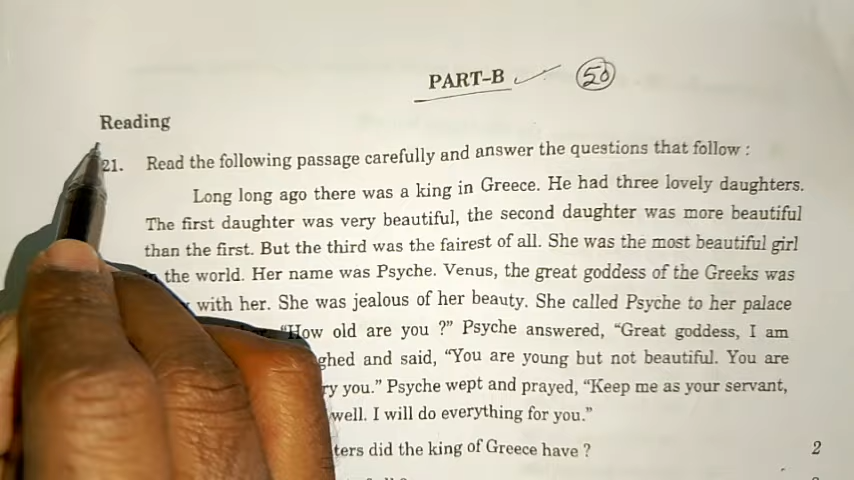 PART-B 50
Reading
21. Read the following passage carefully and answer the questions that follow :
Long long ago there was a king in Greece. He had three lovely daughters.
The first daughter was very beautiful, the second daughter was more beautiful
than the first. But the third was the fairest of all. She was the most beautiful girl
the world. Her name was Psyche. Venus, the great goddess of the Greeks was
with her. She was jealous of her beauty. She called Psyche to her palace
"How old are you ?" Psyche answered, "Great goddess, I am
ghed and said, "You are young but not beautiful. You are
ry you." Psyche wept and prayed, "Keep me as your servant,
well. I will do everything for you."
ters did the king of Greece have ? 2